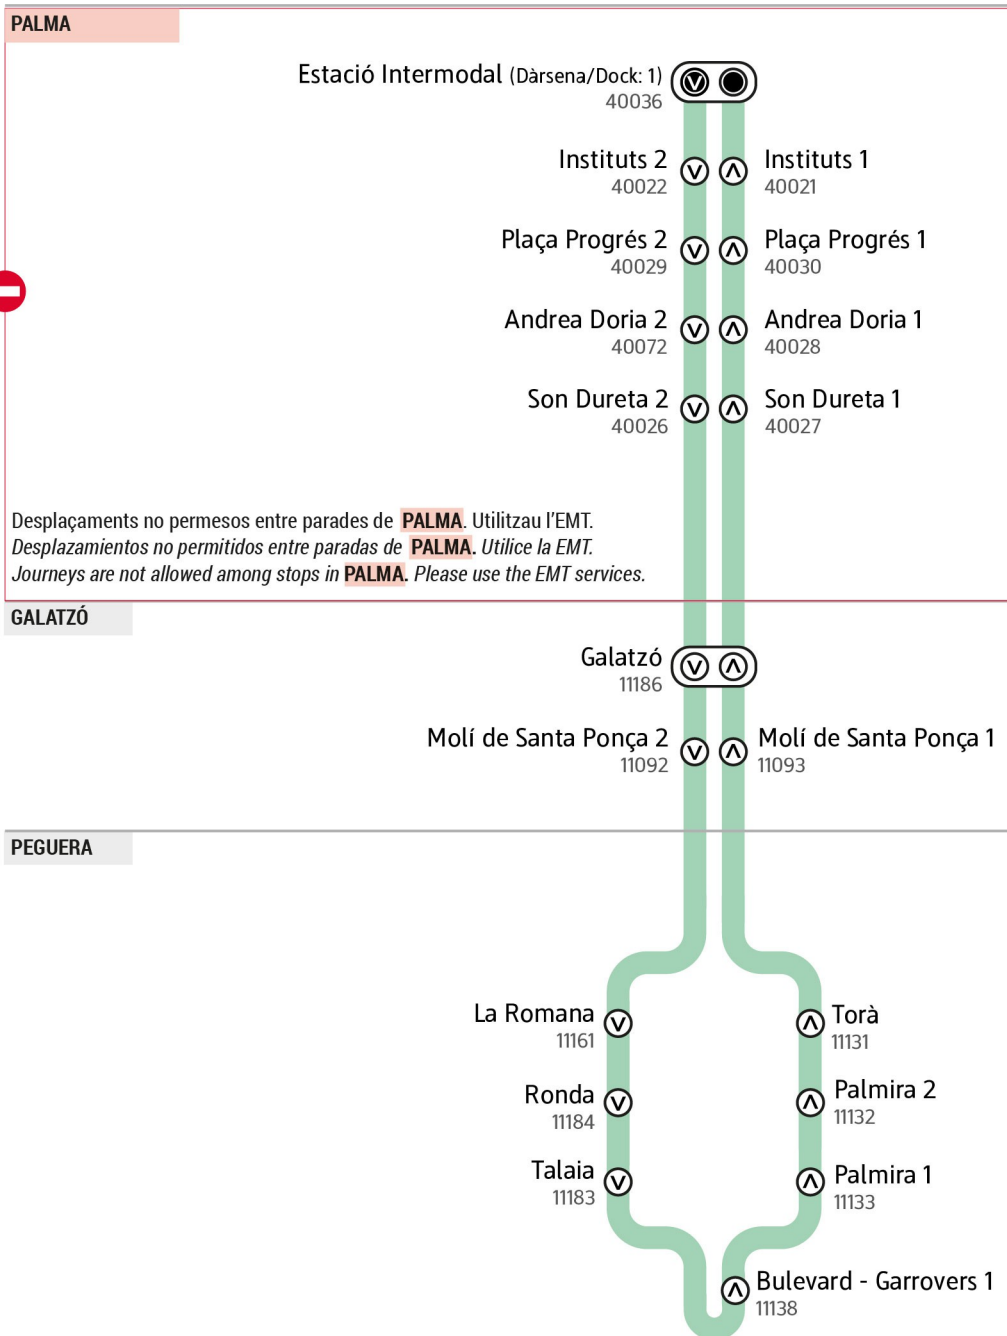 PALMA
Estació Intermodal (Dàrsena/Dock: 1)
40036
Instituts 2
40022
Instituts 1
40021
Plaça Progrés 2
40029
Plaça Progrés 1
40030
Andrea Doria 2
40072
Andrea Doria 1
40028
Son Dureta 2
40026
Son Dureta 1
40027
Desplaçaments no permesos entre parades de PALMA. Utilitzau l'EMT.
Desplazamientos no permitidos entre paradas de PALMA. Utilice la EMT.
Journeys are not allowed among stops in PALMA. Please use the EMT services.
GALATZÓ
Galatzó
11186
Molí de Santa Ponça 2
11092
Molí de Santa Ponça 1
11093
PEGUERA
La Romana
11161
Torà
11131
Ronda
11184
Palmira 2
11132
Talaia
11183
Palmira 1
11133
Bulevard - Garrovers 1
11138